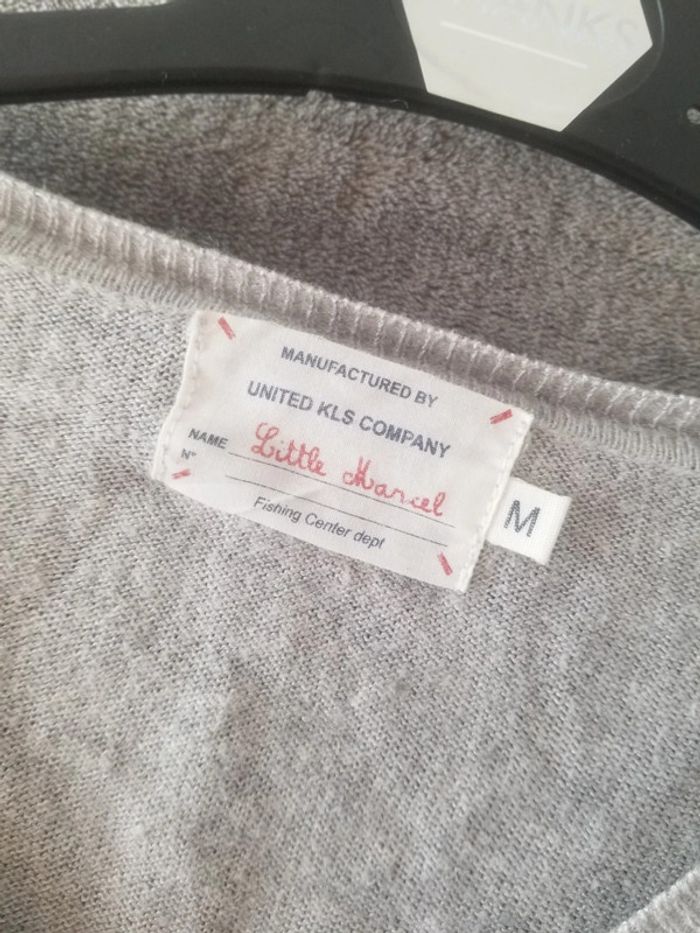 MANUFACTURED BY
UNITED KLS COMPANY
NAME Little Marcel
N°
Fishing Center dept
M